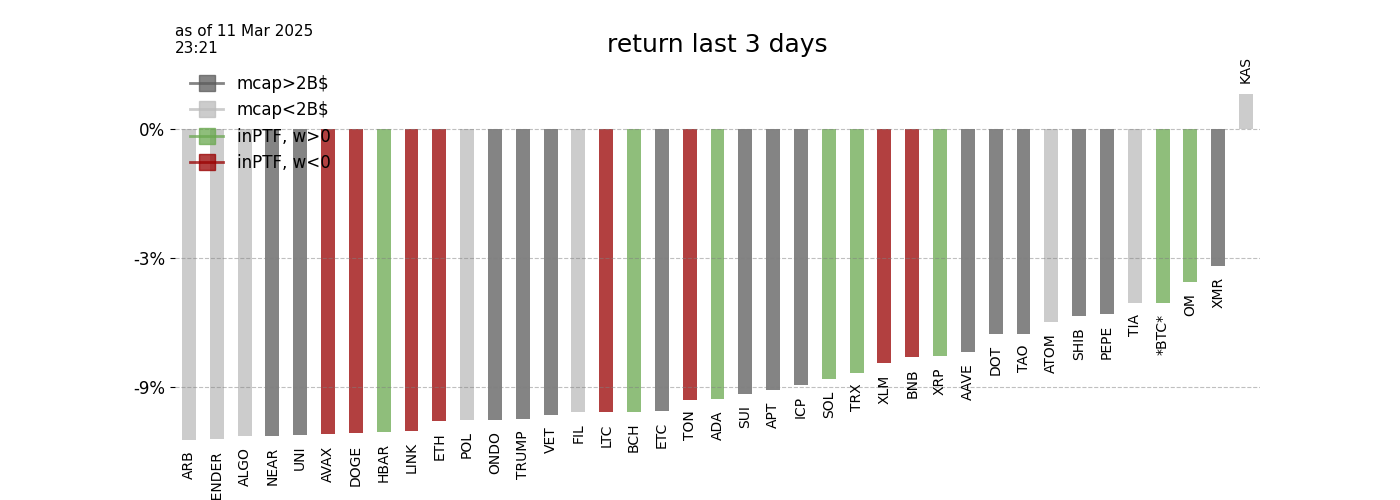 as of 11 Mar 2025
23:21
return last 3 days
mcap>2B$
mcap<2B$
inPTF, w>0
inPTF, w<0
0%
-3%
-9%
ARB
ENDER
ALGO
NEAR
UNI
AVAX
DOGE
HBAR
LINK
ETH
POL
ONDO
TRUMP
VET
FIL
LTC
BCH
ETC
TON
ADA
SUI
APT
ICP
SOL
TRX
XLM
BNB
XRP
AAVE
DOT
TAO
ATOM
SHIB
PEPE
TIA
*BTC*
OM
XMR
KAS